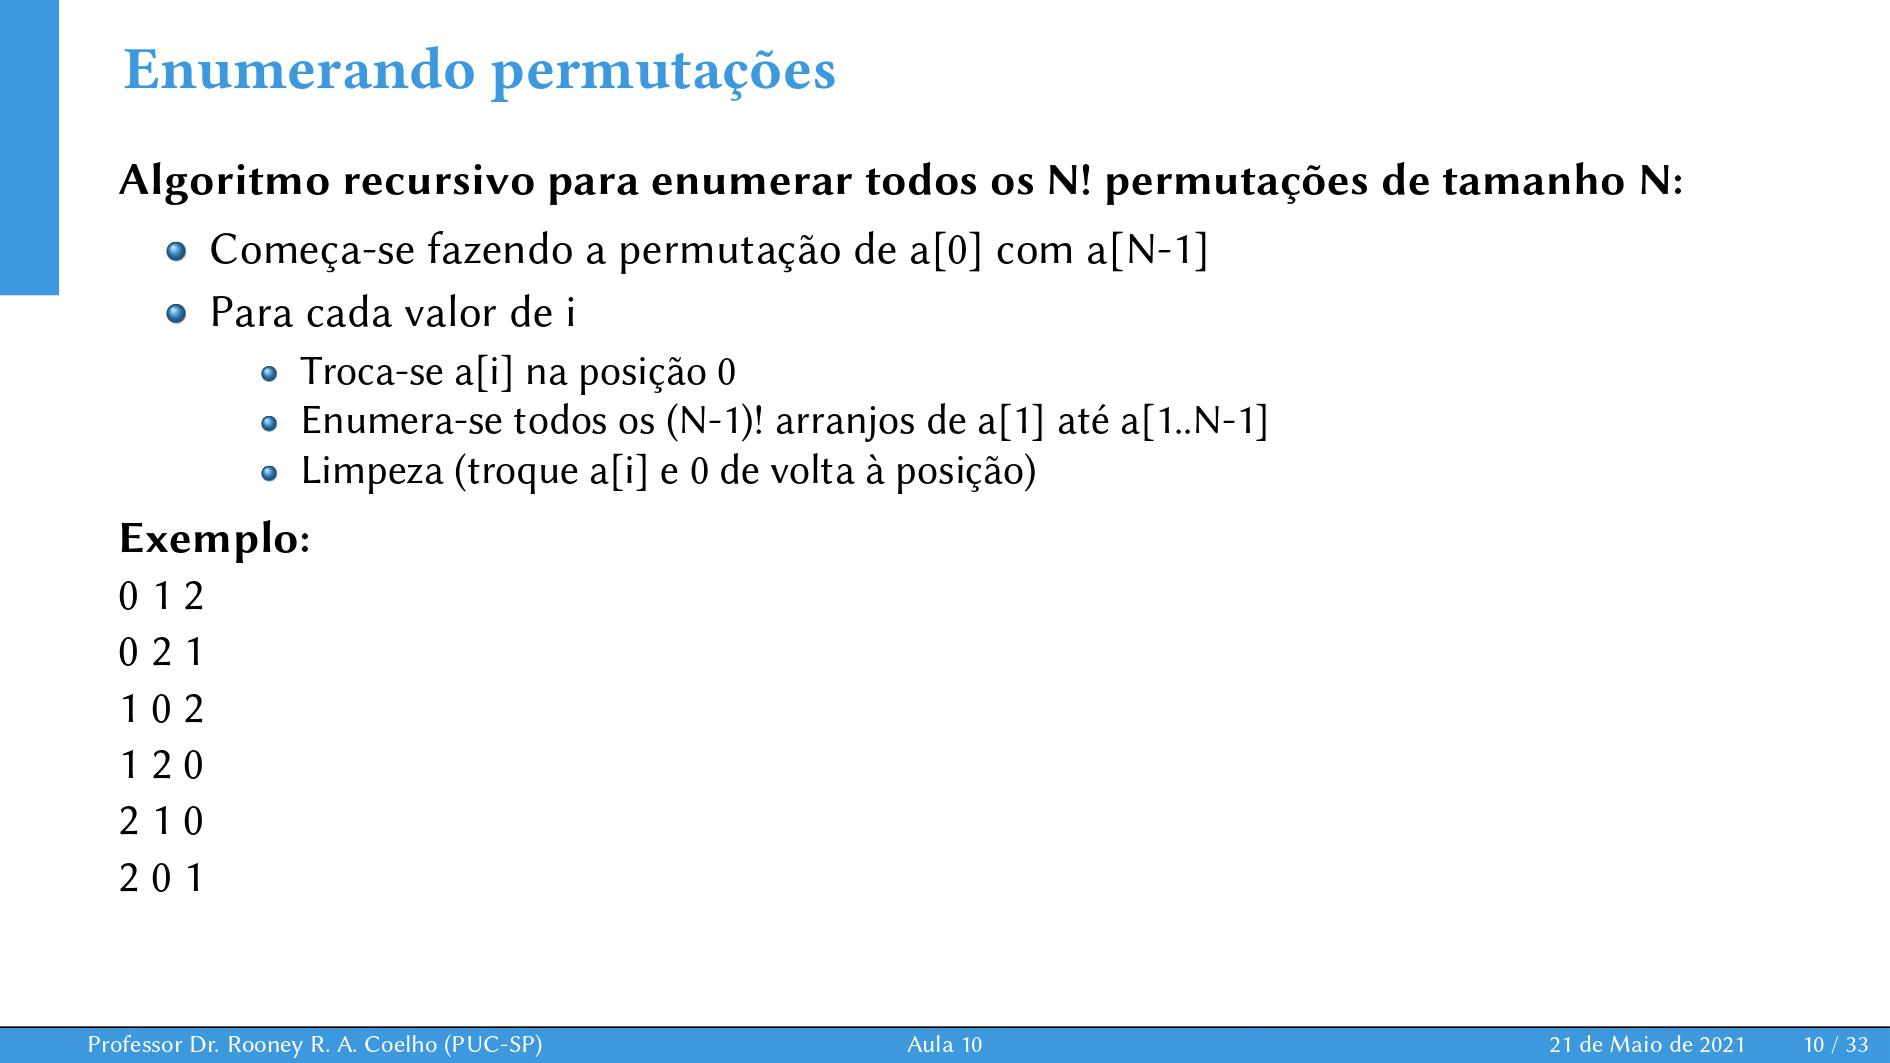 Enumerando permutações
Algoritmo recursivo para enumerar todos os N! permutações de tamanho N:
Começa-se fazendo a permutação de a[0] com a[N-1]
Para cada valor de i
Troca-se a[i] na posição 0
Enumera-se todos os (N-1)! arranjos de a[1] até a[1..N-1]
Limpeza (troque a[i] e 0 de volta à posição)
Exemplo:
0 1 2
0 2 1
1 0 2
1 2 0
2 1 0
2 0 1
Professor Dr. Rooney R. A. Coelho (PUC-SP) Aula 10 21 de Maio de 2021 10 / 33